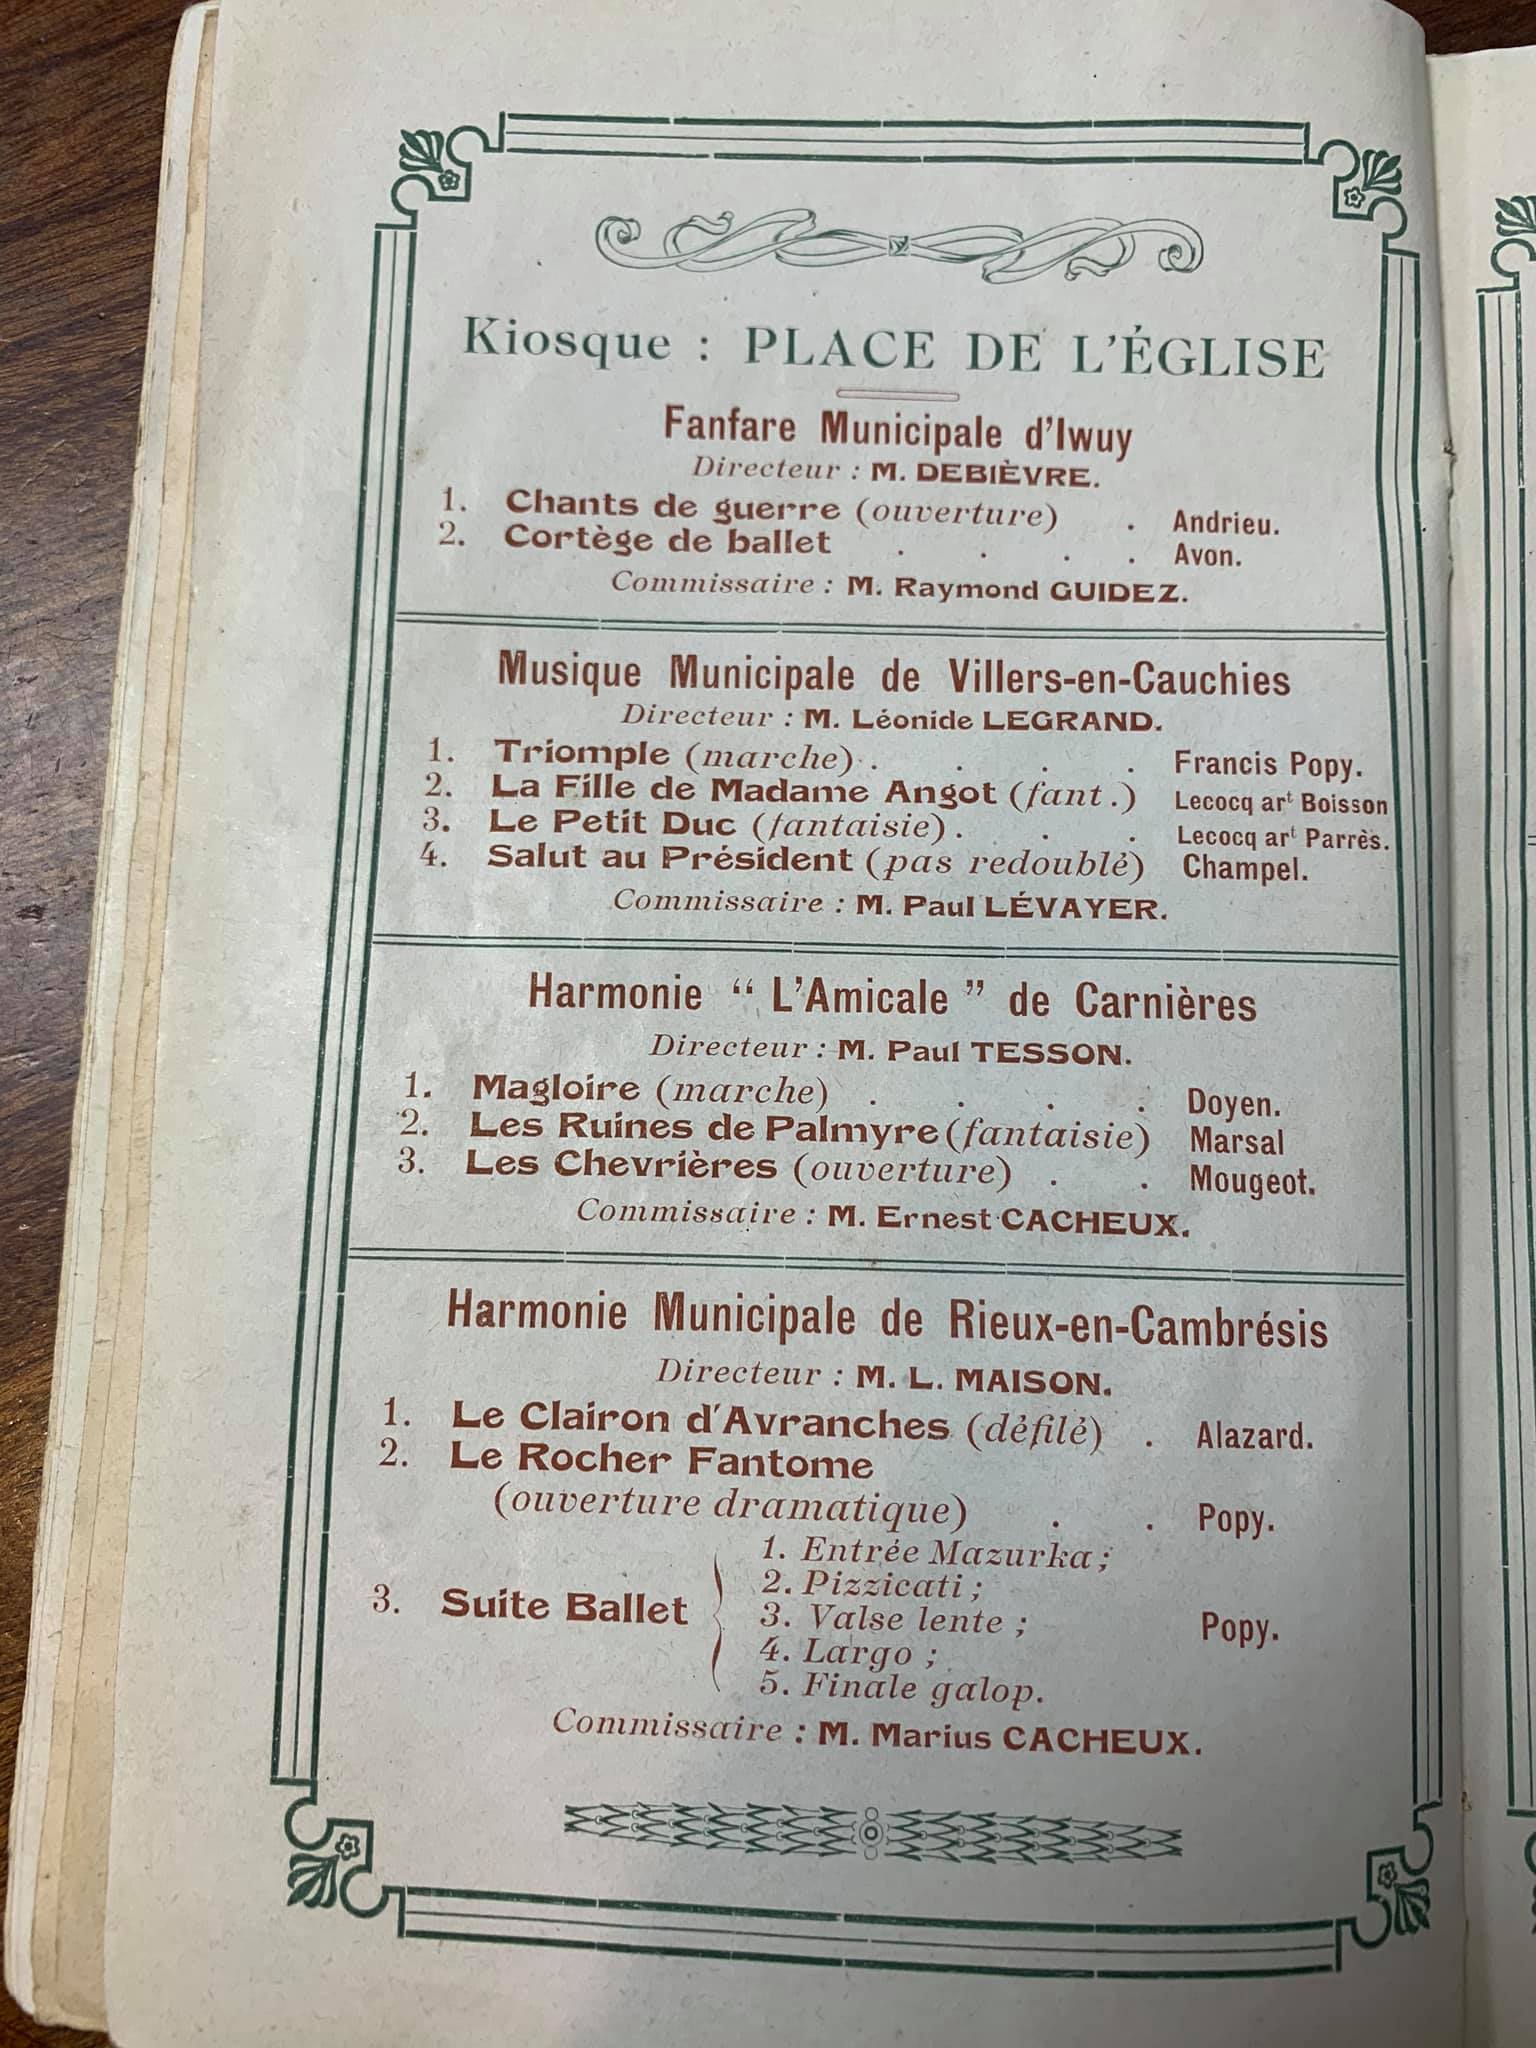 Kiosque : PLACE DE L'ÉGLISE
Fanfare Municipale d'Iwuy
Directeur : M. DEBIÈVRE.
1. Chants de guerre (ouverture) . Andrieu.
2. Cortège de ballet . . . . Avon.
Commissaire : M. Raymond GUIDEZ.
Musique Municipale de Villers-en-Cauchies
Directeur : M. Léonide LEGRAND.
1. Triomple (marche) . . . . Francis Popy.
2. La Fille de Madame Angot (fant.) Lecocq art Boisson
3. Le Petit Duc (fantaisie) . . . Lecocq art Parrès.
4. Salut au Président (pas redoublé) Champel.
Commissaire : M. Paul LÉVAYER.
Harmonie “ L'Amicale ” de Carnières
Directeur : M. Paul TESSON.
1. Magloire (marche) . . . . Doyen.
2. Les Ruines de Palmyre (fantaisie) Marsal
3. Les Chevrières (ouverture) . . Mougeot.
Commissaire : M. Ernest CACHEUX.
Harmonie Municipale de Rieux-en-Cambrésis
Directeur : M. L. MAISON.
1. Le Clairon d'Avranches (défilé) . Alazard.
2. Le Rocher Fantome
(ouverture dramatique) . . Popy.
1. Entrée Mazurka ;
2. Pizzicati ;
3. Suite Ballet { 3. Valse lente ; Popy.
4. Largo ;
5. Finale galop.
Commissaire : M. Marius CACHEUX.